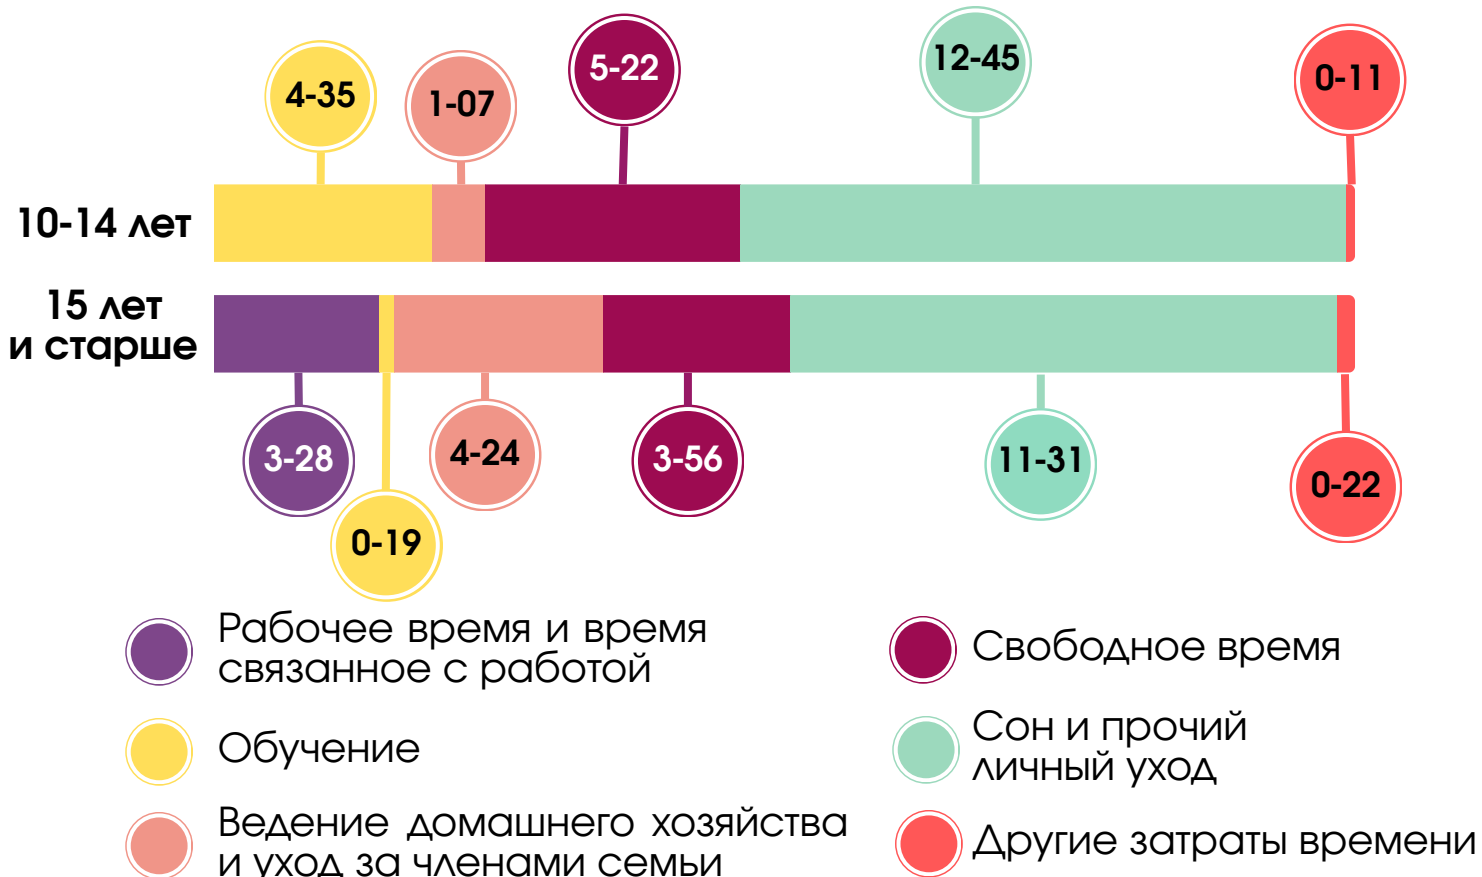 4-35
1-07
5-22
12-45
0-11
10-14 лет
15 лет
и старше
3-28
0-19
4-24
3-56
11-31
0-22
Рабочее время и время
связанное с работой
Обучение
Ведение домашнего хозяйства
и уход за членами семьи
Свободное время
Сон и прочий
личный уход
Другие затраты времени